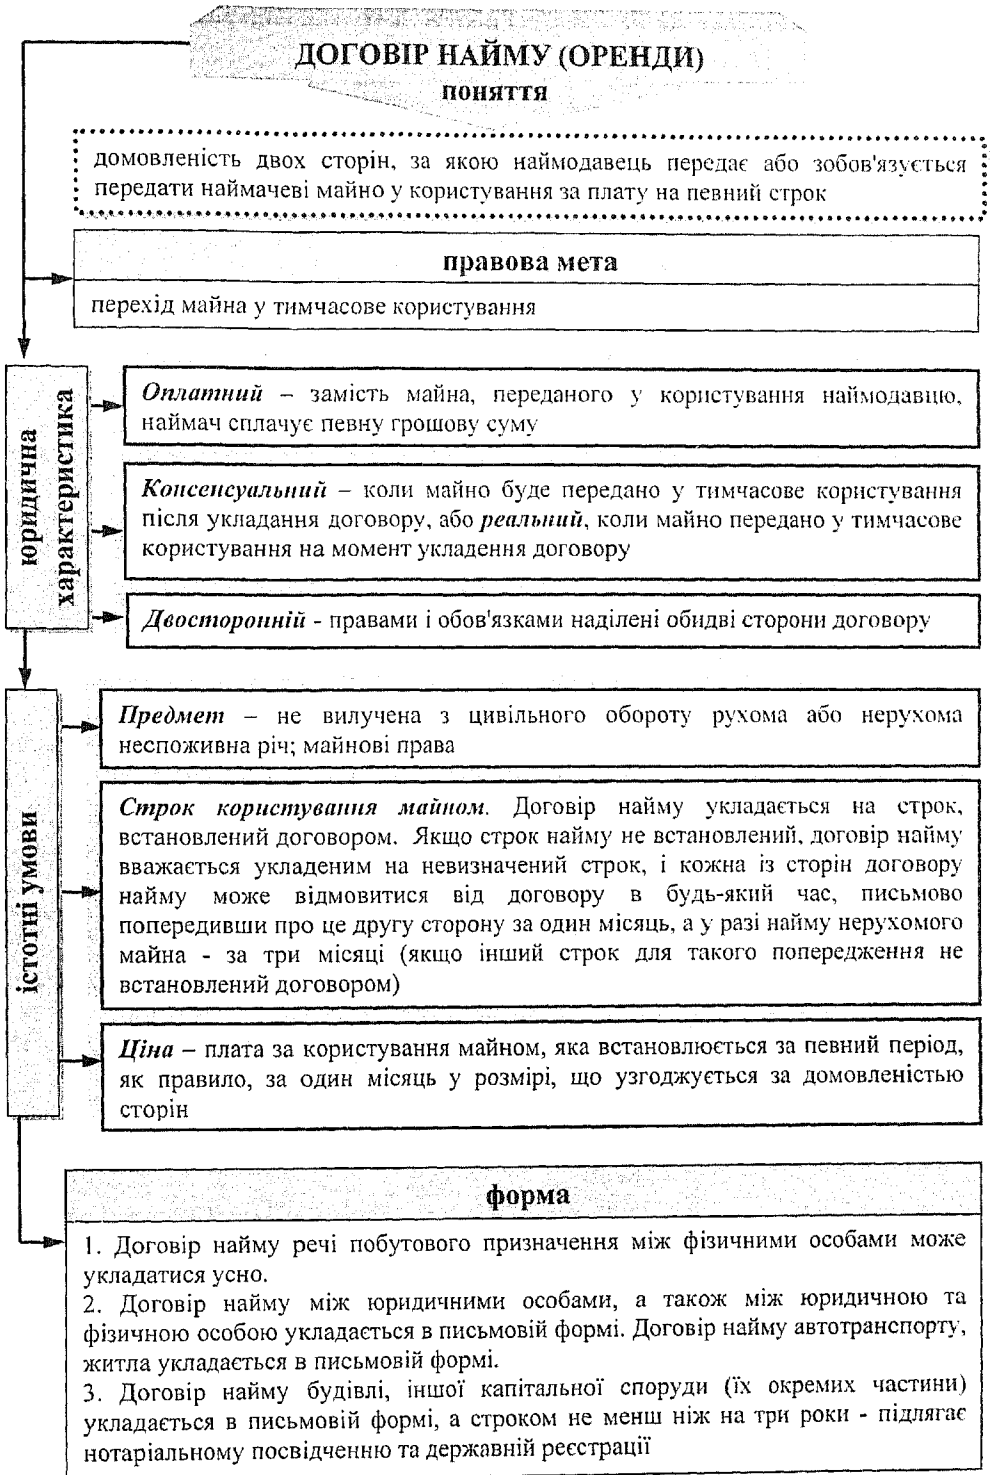 ДОГОВІР НАЙМУ (ОРЕНДИ)
поняття
домовленість двох сторін, за якою наймодавець передає або зобов'язується
передати наймачеві майно у користування за плату на певний строк
правова мета
перехід майна у тимчасове користування
юридична
характеристика
Оплатний – замість майна, переданого у користування наймодавцю,
наймач сплачує певну грошову суму
Консенсуальний – коли майно буде передано у тимчасове користування
після укладання договору, або реальний, коли майно передано у тимчасове
користування на момент укладення договору
Двосторонній - правами і обов'язками наділені обидві сторони договору
істотні умови
Предмет – не вилучена з цивільного обороту рухома або нерухома
неспоживна річ; майнові права
Строк користування майном. Договір найму укладається на строк,
встановлений договором. Якщо строк найму не встановлений, договір найму
вважається укладеним на невизначений строк, і кожна із сторін договору
найму може відмовитися від договору в будь-який час, письмово
попередивши про це другу сторону за один місяць, а у разі найму нерухомого
майна - за три місяці (якщо інший строк для такого попередження не
встановлений договором)
Ціна – плата за користування майном, яка встановлюється за певний період,
як правило, за один місяць у розмірі, що узгоджується за домовленістю
сторін
форма
1. Договір найму речі побутового призначення між фізичними особами може
укладатися усно.
2. Договір найму між юридичними особами, а також між юридичною та
фізичною особою укладається в письмовій формі. Договір найму автотранспорту,
житла укладається в письмовій формі.
3. Договір найму будівлі, іншої капітальної споруди (їх окремих частини)
укладається в письмовій формі, а строком не менш ніж на три роки - підлягає
нотаріальному посвідченню та державній реєстрації